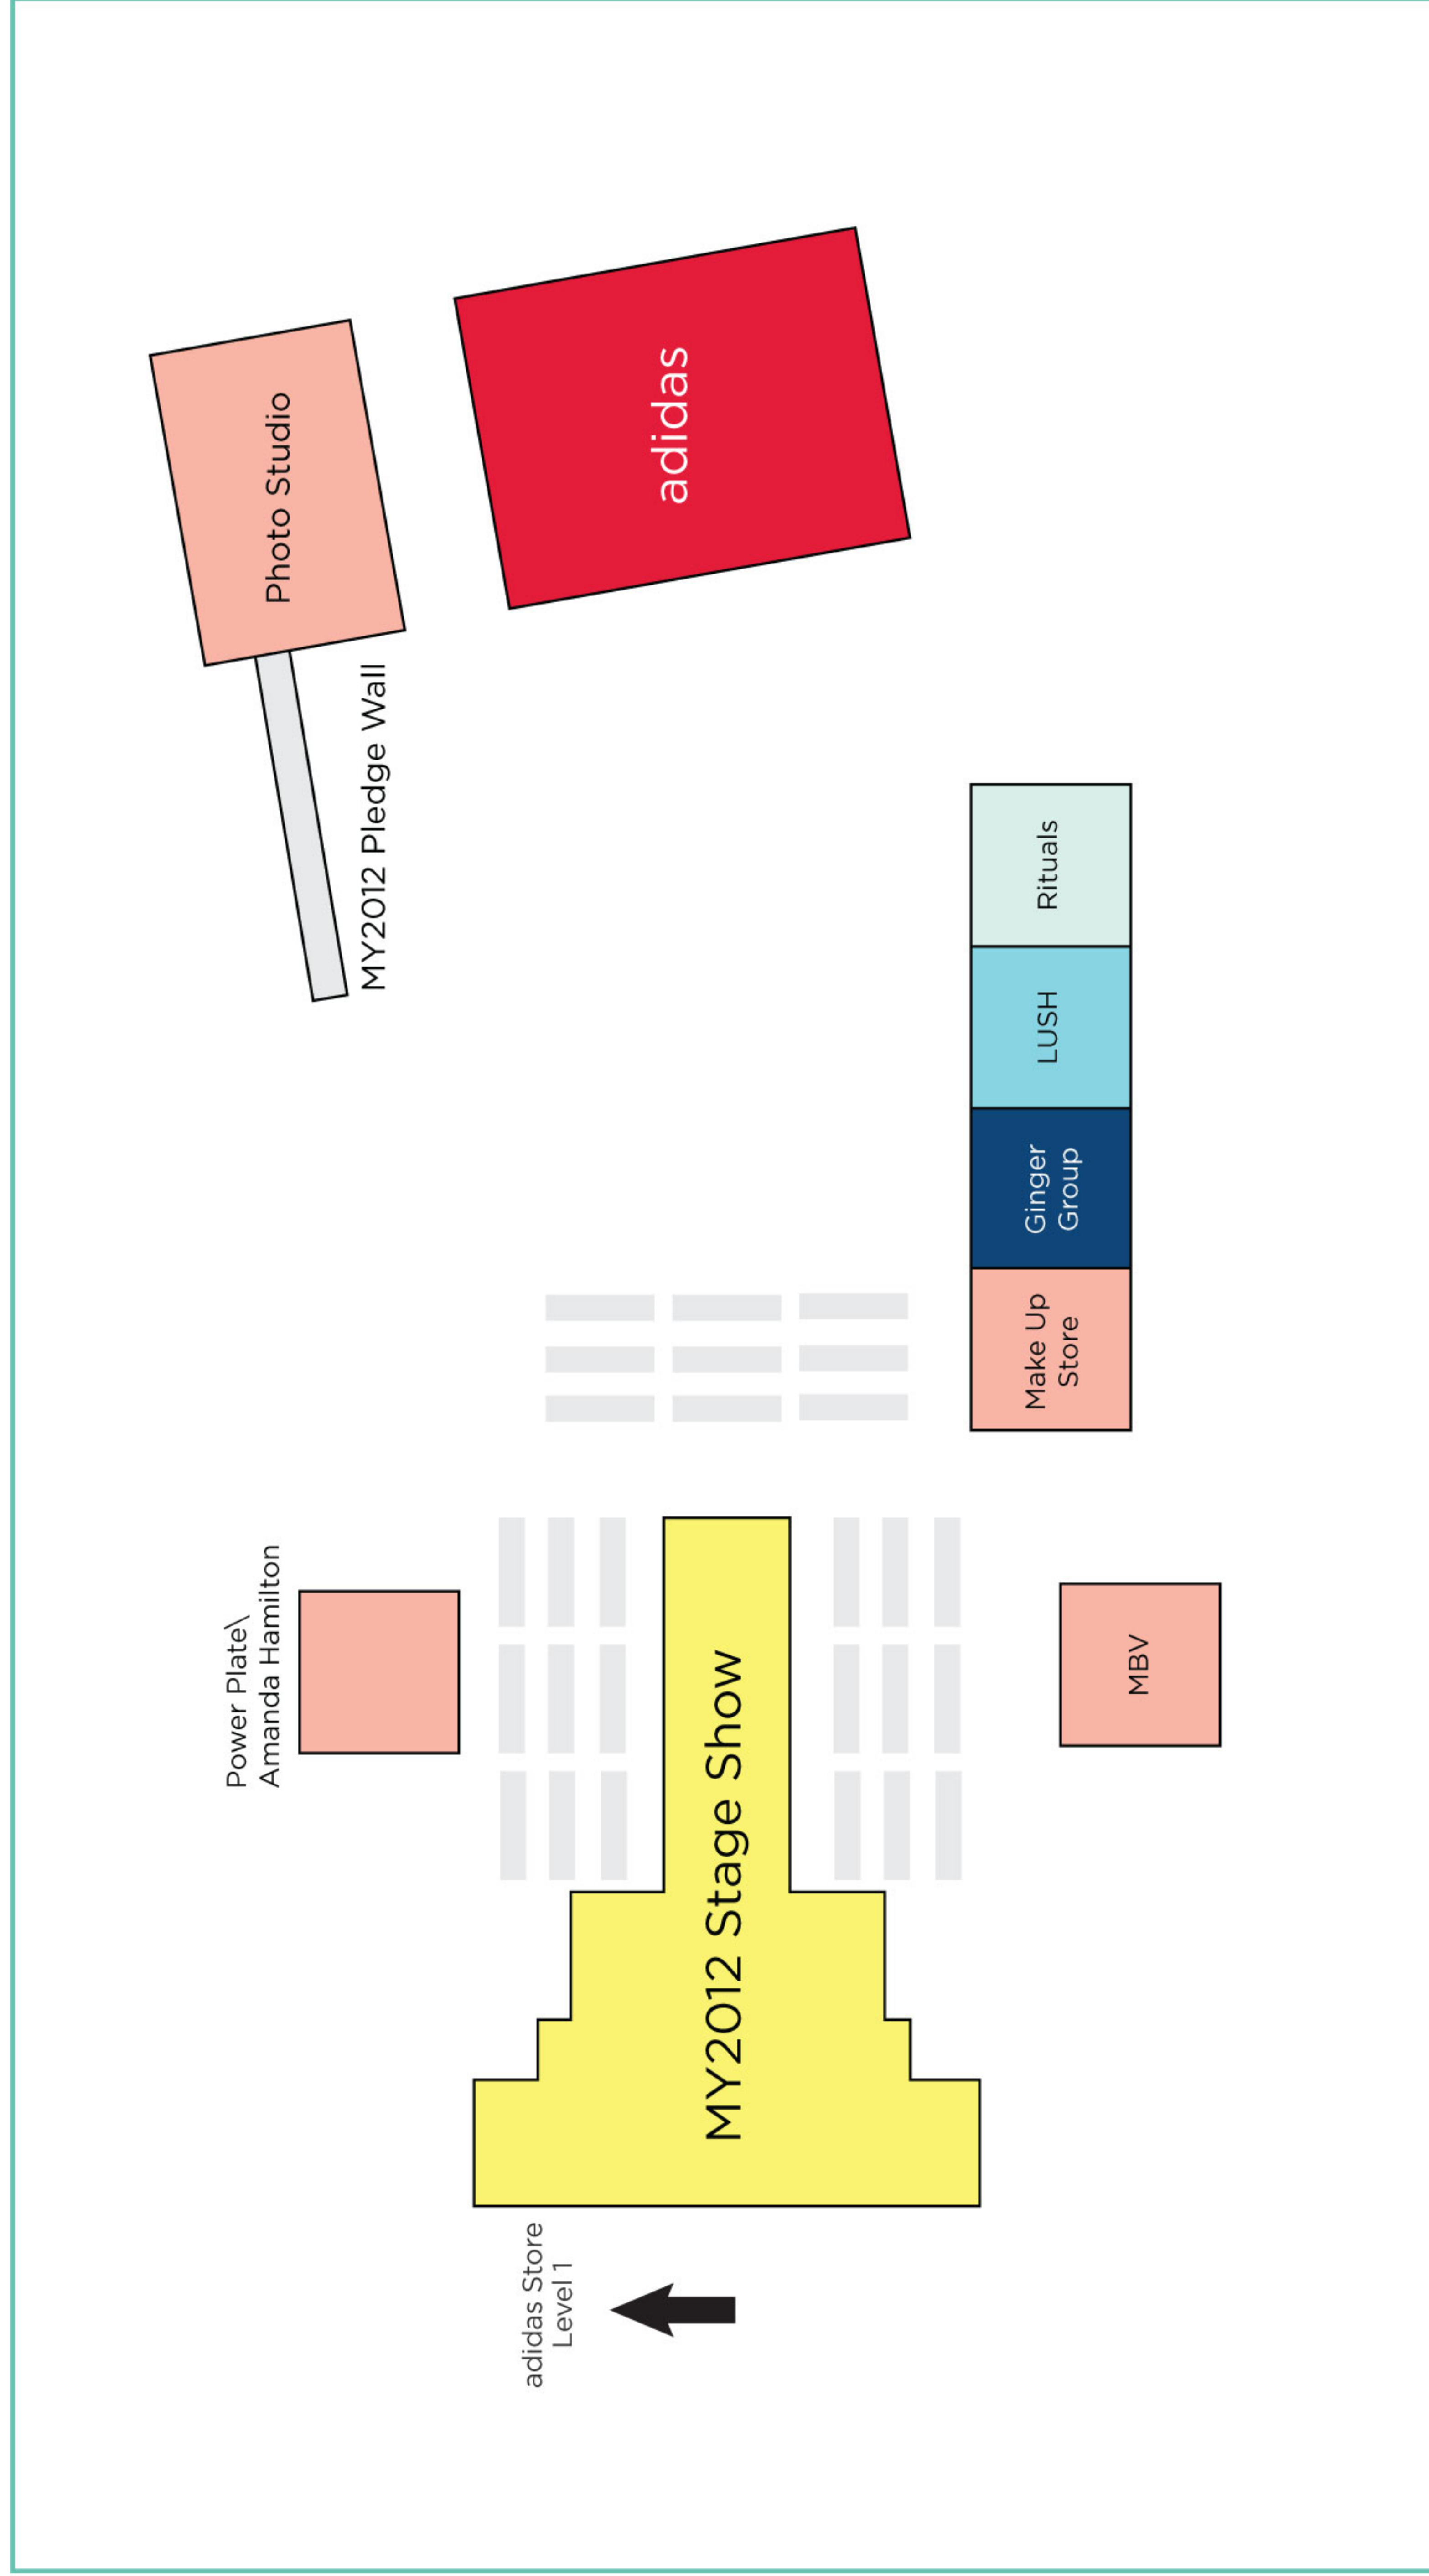 Photo Studio
adidas
MY2012 Pledge Wall
Rituals
LUSH
Ginger
Group
Make Up
Store
Power Plate\
Amanda Hamilton
MBV
MY2012 Stage Show
adidas Store
Level 1